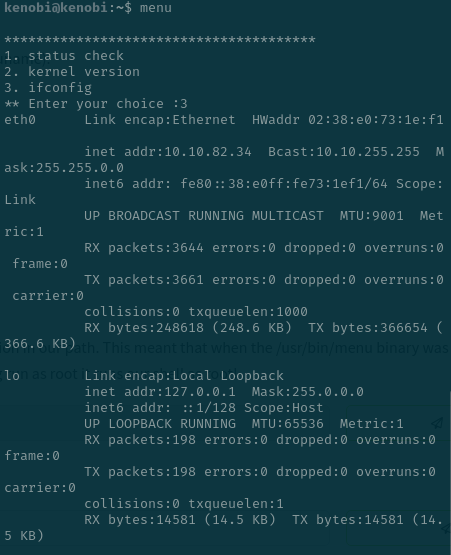 kenobi@kenobi:~$ menu
***************************************
1. status check
2. kernel version
3. ifconfig
** Enter your choice :3
eth0      Link encap:Ethernet  HWaddr 02:38:e0:73:1e:f1
          inet addr:10.10.82.34  Bcast:10.10.255.255  M
ask:255.255.0.0
          inet6 addr: fe80::38:e0ff:fe73:1ef1/64 Scope:
Link
          UP BROADCAST RUNNING MULTICAST  MTU:9001  Met
ric:1
          RX packets:3644 errors:0 dropped:0 overruns:0
 frame:0
          TX packets:3661 errors:0 dropped:0 overruns:0
 carrier:0
          collisions:0 txqueuelen:1000
          RX bytes:248618 (248.6 KB)  TX bytes:366654 (
path. This meant that when the /usr/bin/menu binary was
366.6 KB)
as root
lo        Link encap:Local Loopback
          inet addr:127.0.0.1  Mask:255.0.0.0
          inet6 addr: ::1/128 Scope:Host
          UP LOOPBACK RUNNING  MTU:65536  Metric:1
          RX packets:198 errors:0 dropped:0 overruns:0
frame:0
          TX packets:198 errors:0 dropped:0 overruns:0
carrier:0
          collisions:0 txqueuelen:1
          RX bytes:14581 (14.5 KB)  TX bytes:14581 (14.
5 KB)